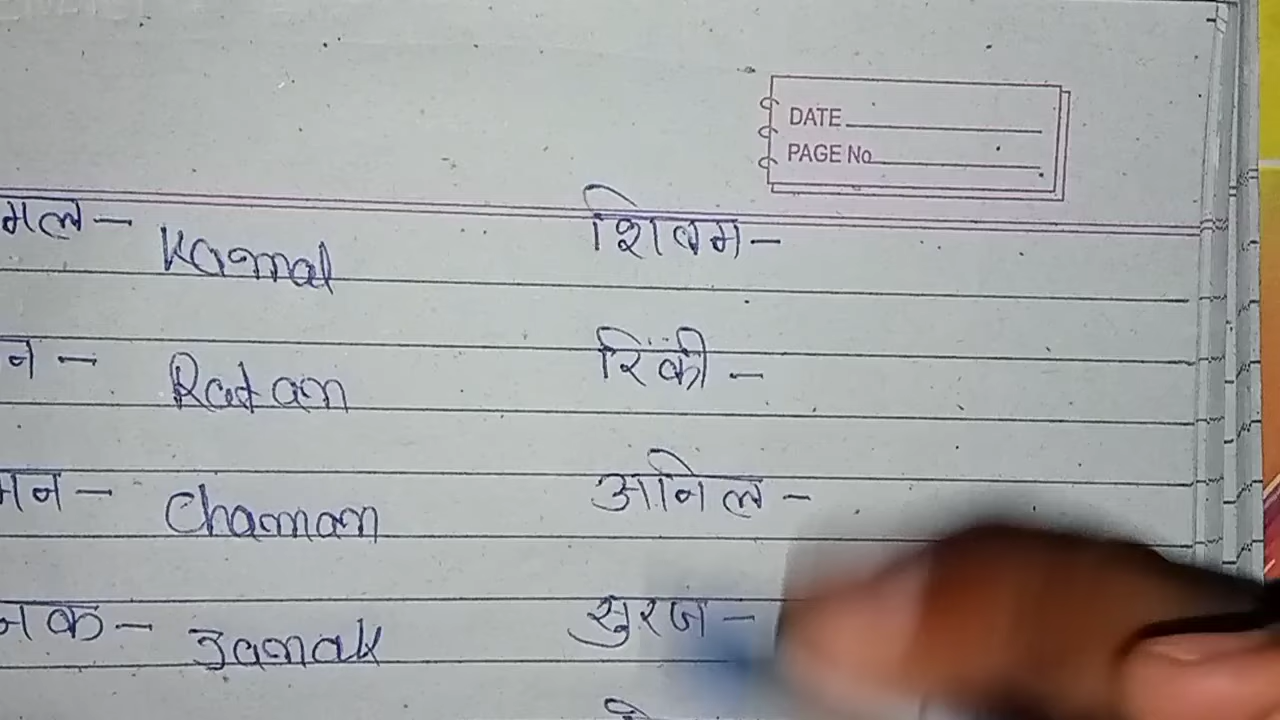 DATE
PAGE No.
मल - Kamal शिवम -
न - Ratan रिंकी -
मन - Chaman अनिल -
नक - Janak सुरज -